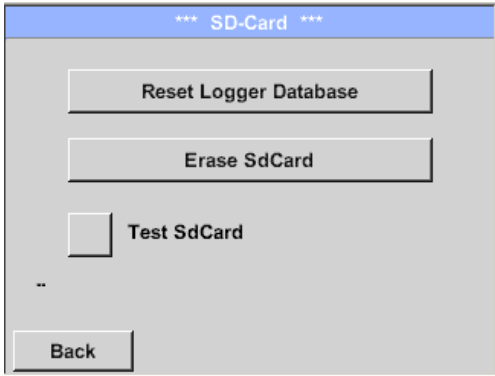 *** SD-Card ***
Reset Logger Database
Erase SdCard
Test SdCard
--
Back